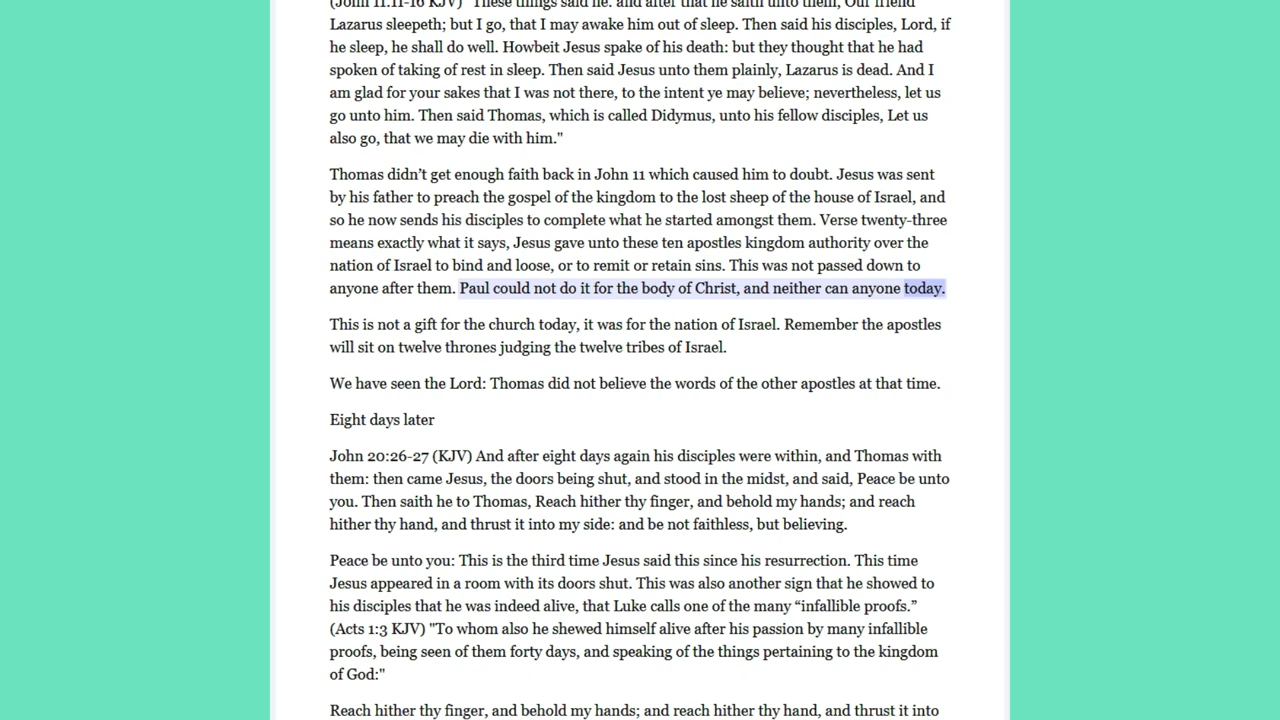 (John 11:11-16 KJV) "These things said he: and after that he saith unto them, Our friend
Lazarus sleepeth; but I go, that I may awake him out of sleep. Then said his disciples, Lord, if
he sleep, he shall do well. Howbeit Jesus spake of his death: but they thought that he had
spoken of taking of rest in sleep. Then said Jesus unto them plainly, Lazarus is dead. And I
am glad for your sakes that I was not there, to the intent ye may believe; nevertheless, let us
go unto him. Then said Thomas, which is called Didymus, unto his fellow disciples, Let us
also go, that we may die with him."
Thomas didn’t get enough faith back in John 11 which caused him to doubt. Jesus was sent
by his father to preach the gospel of the kingdom to the lost sheep of the house of Israel, and
so he now sends his disciples to complete what he started amongst them. Verse twenty-three
means exactly what it says, Jesus gave unto these ten apostles kingdom authority over the
nation of Israel to bind and loose, or to remit or retain sins. This was not passed down to
anyone after them. Paul could not do it for the body of Christ, and neither can anyone today.
This is not a gift for the church today, it was for the nation of Israel. Remember the apostles
will sit on twelve thrones judging the twelve tribes of Israel.
We have seen the Lord: Thomas did not believe the words of the other apostles at that time.
Eight days later
John 20:26-27 (KJV) And after eight days again his disciples were within, and Thomas with
them: then came Jesus, the doors being shut, and stood in the midst, and said, Peace be unto
you. Then saith he to Thomas, Reach hither thy finger, and behold my hands; and reach
hither thy hand, and thrust it into my side: and be not faithless, but believing.
Peace be unto you: This is the third time Jesus said this since his resurrection. This time
Jesus appeared in a room with its doors shut. This was also another sign that he showed to
his disciples that he was indeed alive, that Luke calls one of the many “infallible proofs.”
(Acts 1:3 KJV) "To whom also he shewed himself alive after his passion by many infallible
proofs, being seen of them forty days, and speaking of the things pertaining to the kingdom
of God:"
Reach hither thy finger, and behold my hands; and reach hither thy hand, and thrust it into